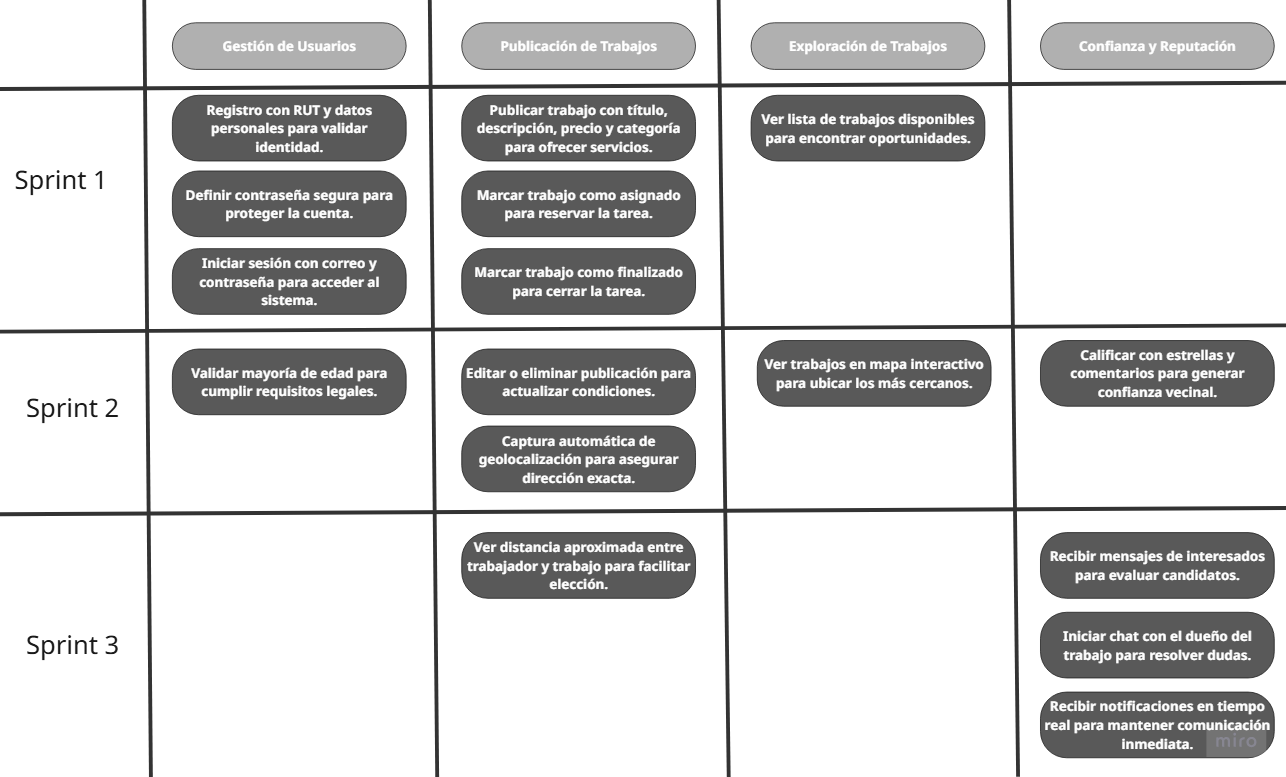 Gestión de Usuarios
Publicación de Trabajos
Exploración de Trabajos
Confianza y Reputación
Sprint 1
Registro con RUT y datos
personales para validar
identidad.
Definir contraseña segura para
proteger la cuenta.
Iniciar sesión con correo y
contraseña para acceder al
sistema.
Publicar trabajo con título,
descripción, precio y categoría
para ofrecer servicios.
Marcar trabajo como asignado
para reservar la tarea.
Marcar trabajo como finalizado
para cerrar la tarea.
Ver lista de trabajos disponibles
para encontrar oportunidades.
Sprint 2
Validar mayoría de edad para
cumplir requisitos legales.
Editar o eliminar publicación para
actualizar condiciones.
Captura automática de
geolocalización para asegurar
dirección exacta.
Ver trabajos en mapa interactivo
para ubicar los más cercanos.
Calificar con estrellas y
comentarios para generar
confianza vecinal.
Sprint 3
Ver distancia aproximada entre
trabajador y trabajo para facilitar
elección.
Recibir mensajes de interesados
para evaluar candidatos.
Iniciar chat con el dueño del
trabajo para resolver dudas.
Recibir notificaciones en tiempo
real para mantener comunicación
inmediata.
miro